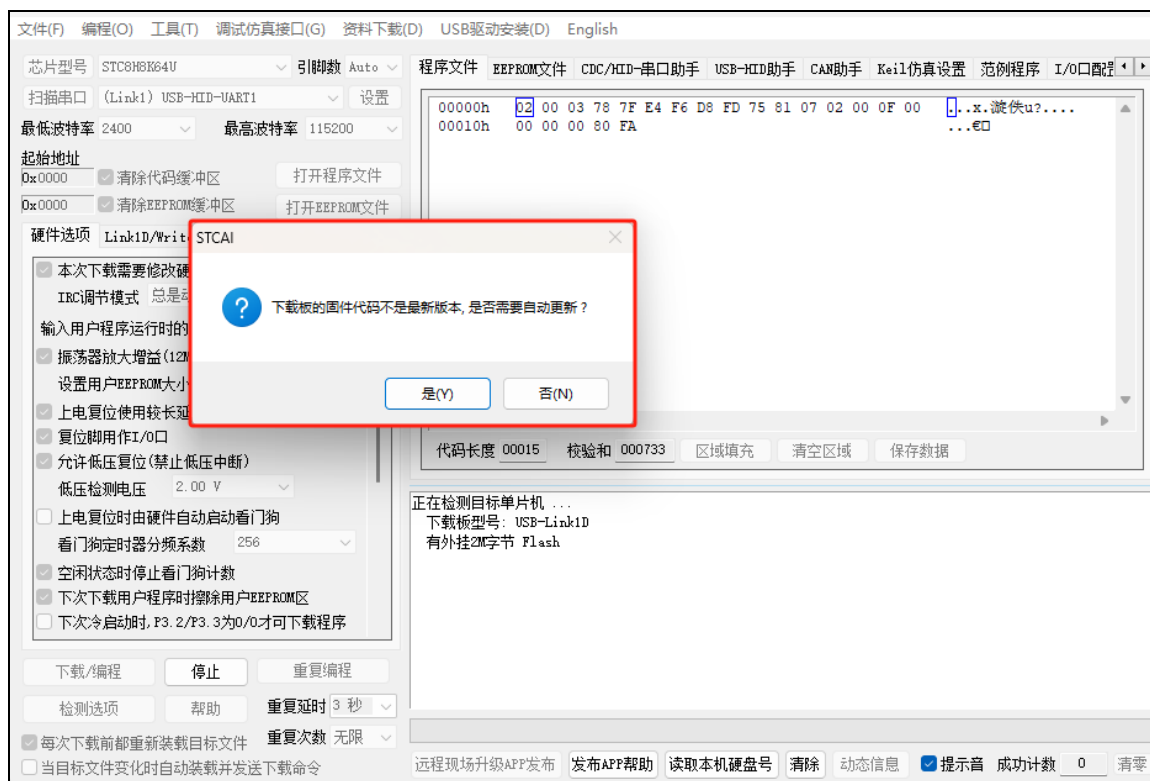 文件(F) 编程(O) 工具(T) 调试仿真接口(G) 资料下载(D) USB驱动安装(D) English
芯片型号 STC8H8K64U 引脚数 Auto
扫描串口 (Link1) USB-HID-UART1 设置
最低波特率 2400 最高波特率 115200
起始地址
0x0000 清除代码缓冲区 打开程序文件
0x0000 清除EEPROM缓冲区 打开EEPROM文件
硬件选项 Link1D/Write
本次下载需要修改硬
IRC调节模式 总是
输入用户程序运行时的
振荡器放大增益(12M
设置用户EEPROM大小
上电复位使用较长延
复位脚用作I/O口
允许低压复位(禁止低压中断)
低压检测电压 2.00 V
上电复位时由硬件自动启动看门狗
看门狗定时器分频系数 256
空闲状态时停止看门狗计数
下次下载用户程序时擦除用户EEPROM区
下次冷启动时,P3.2/P3.3为0/0才可下载程序
下载/编程 停止 重复编程
检测选项 帮助 重复延时 3 秒
每次下载前都重新装载目标文件 重复次数 无限
当目标文件变化时自动装载并发送下载命令
程序文件 EEPROM文件 CDC/HID-串口助手 USB-HID助手 CAN助手 Keil仿真设置 范例程序 I/O口配
00000h 02 00 03 78 7F E4 F6 D8 FD 75 81 07 02 00 0F 00 ...x.漩佚u?....
00010h 00 00 00 80 FA ...€□
代码长度 00015 校验和 000733 区域填充 清空区域 保存数据
STCAI
下载板的固件代码不是最新版本, 是否需要自动更新 ?
是(Y) 否(N)
正在检测目标单片机 ...
下载板型号: USB-Link1D
有外挂2M字节 Flash
远程现场升级APP发布 发布APP帮助 读取本机硬盘号 清除 动态信息 提示音 成功计数 0 清零